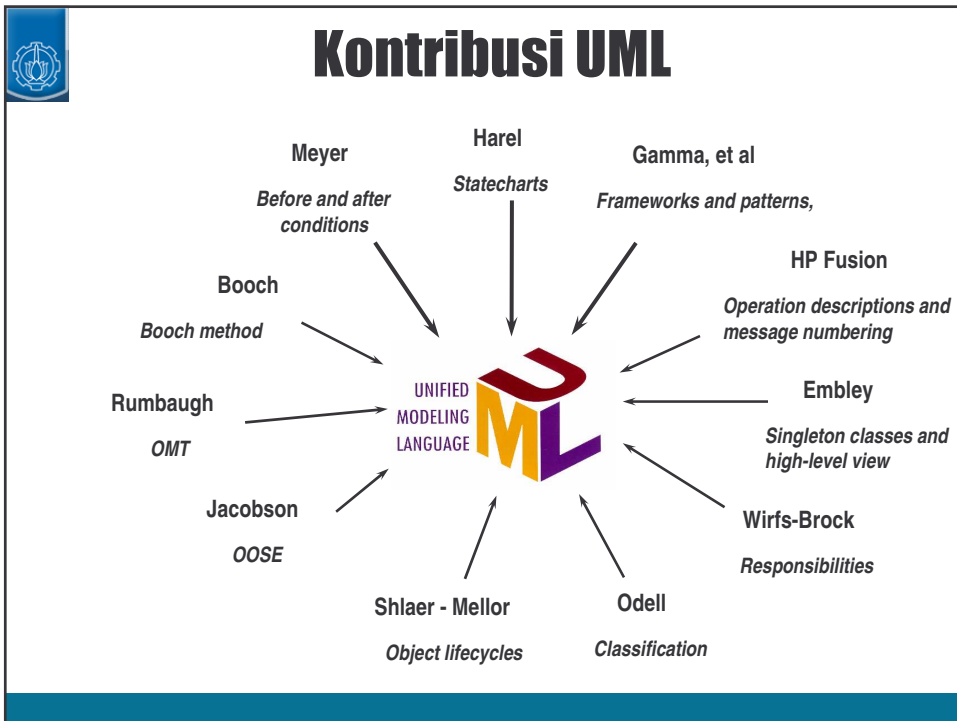 Kontribusi UML
Meyer
Before and after
conditions
Harel
Statecharts
Gamma, et al
Frameworks and patterns,
HP Fusion
Operation descriptions and
message numbering
Booch
Booch method
Embley
Singleton classes and
high-level view
Rumbaugh
OMT
UNIFIED
MODELING
LANGUAGE
UML
Jacobson
OOSE
Wirfs-Brock
Responsibilities
Shlaer - Mellor
Object lifecycles
Odell
Classification